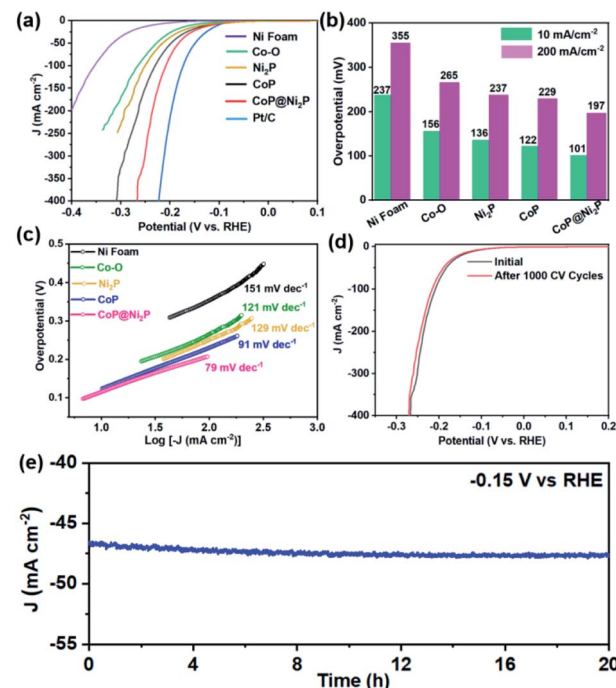 (a)
Ni Foam
Co-O
Ni₂P
CoP
CoP@Ni₂P
Pt/C
0
-50
-100
-150
-200
-250
-300
-350
-400
J (mA cm⁻²)
-0.4 -0.3 -0.2 -0.1 0.0 0.1
Potential (V vs. RHE)
(b)
10 mA/cm⁻²
200 mA/cm⁻²
400
300
200
100
0
Overpotential (mV)
237 355
156 265
136 237
122 229
101 197
Ni Foam Co-O Ni₂P CoP CoP@Ni₂P
(c)
Ni Foam
Co-O
Ni₂P
CoP
CoP@Ni₂P
151 mV dec⁻¹
121 mV dec⁻¹
129 mV dec⁻¹
91 mV dec⁻¹
79 mV dec⁻¹
0.5
0.4
0.3
0.2
0.1
Overpotential (V)
1.0 1.5 2.0 2.5 3.0
Log [-J (mA cm⁻²)]
(d)
Initial
After 1000 CV Cycles
0
-100
-200
-300
-400
J (mA cm⁻²)
-0.3 -0.2 -0.1 0.0 0.1 0.2
Potential (V vs. RHE)
(e)
-0.15 V vs RHE
-40
-44
-48
-52
-55
J (mA cm⁻²)
0 4 8 12 16 20
Time (h)